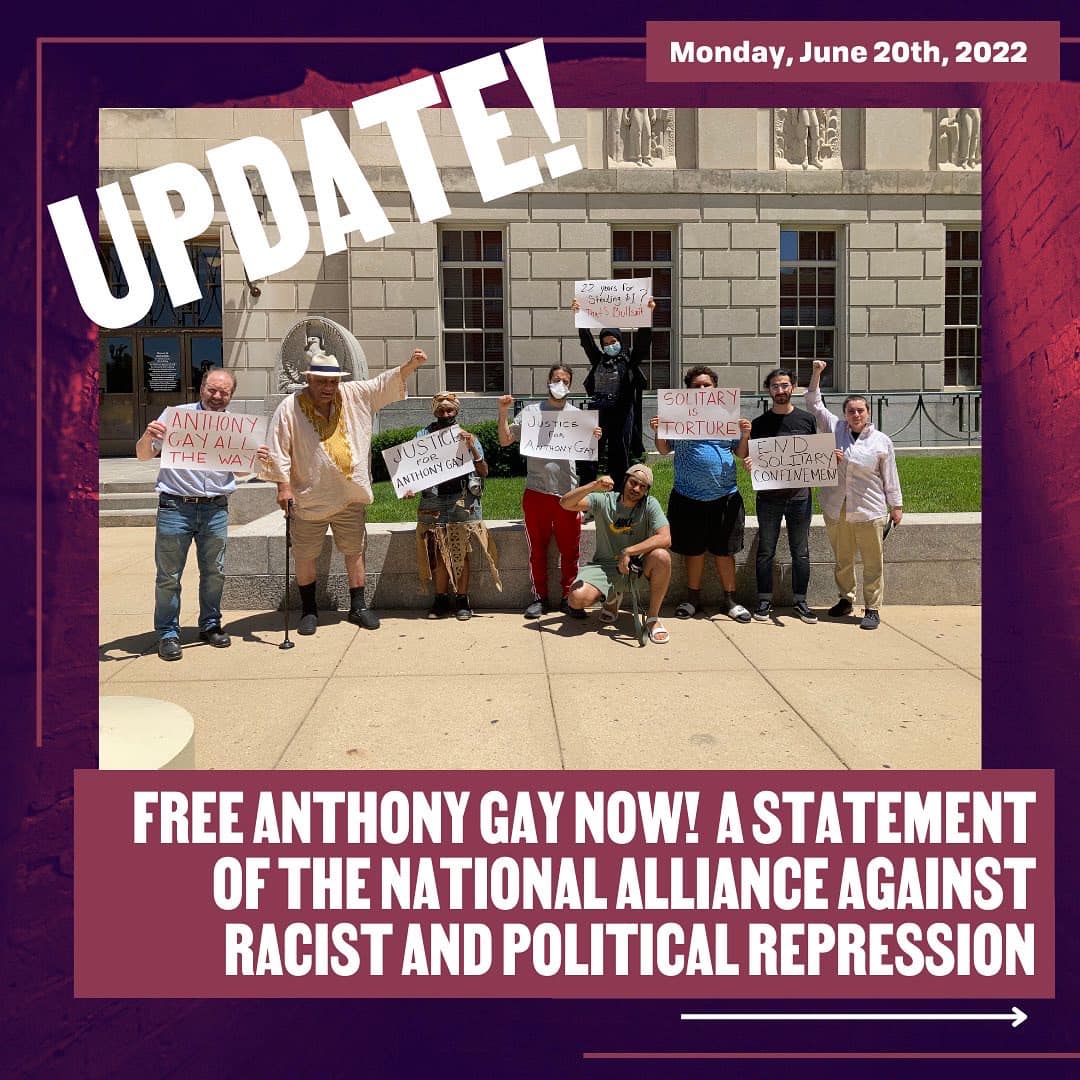 Monday, June 20th, 2022
UPDATE!
22 years for
Stealing $1?
That's Bullshit
ANTHONY
GAY ALL
THE WAY
JUSTICE
FOR
ANTHONY GAY
JUSTICE
FOR
ANTHONY GAY
SOLITARY
IS
TORTURE
END
SOLITARY
CONFINEMENT
FREE ANTHONY GAY NOW! A STATEMENT
OF THE NATIONAL ALLIANCE AGAINST
RACIST AND POLITICAL REPRESSION